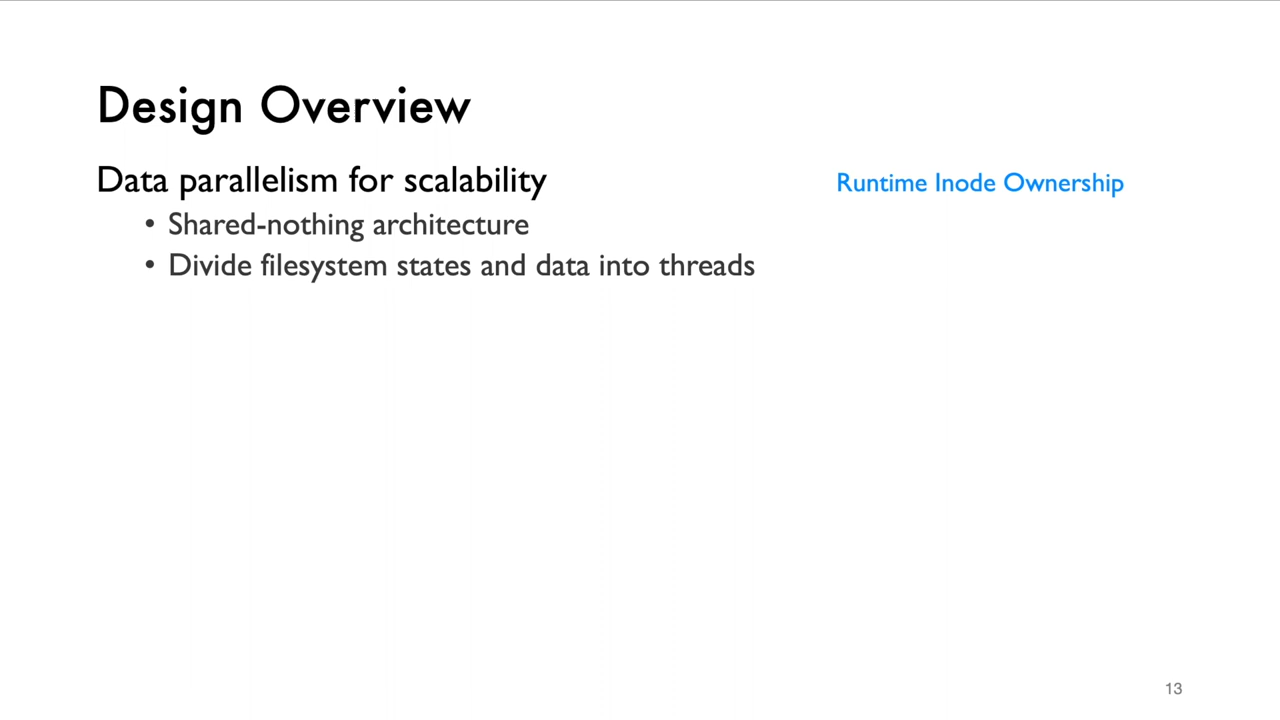 Design Overview
Data parallelism for scalability
Runtime Inode Ownership
• Shared-nothing architecture
• Divide filesystem states and data into threads
13